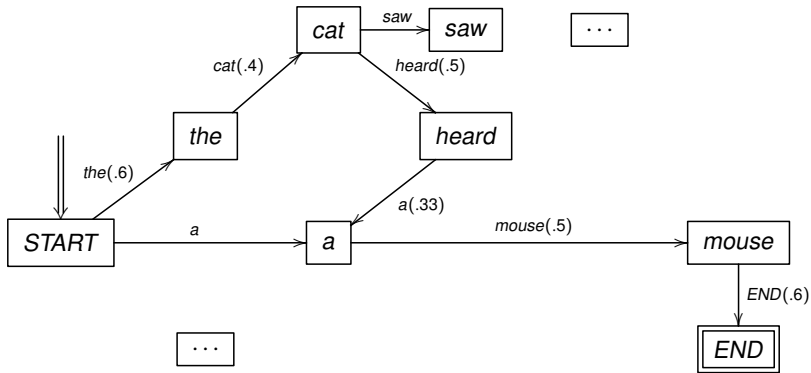 saw
cat
saw
...
cat(.4)
heard(.5)
the
heard
the(.6)
a(.33)
START
a
a
mouse(.5)
mouse
END(.6)
...
END